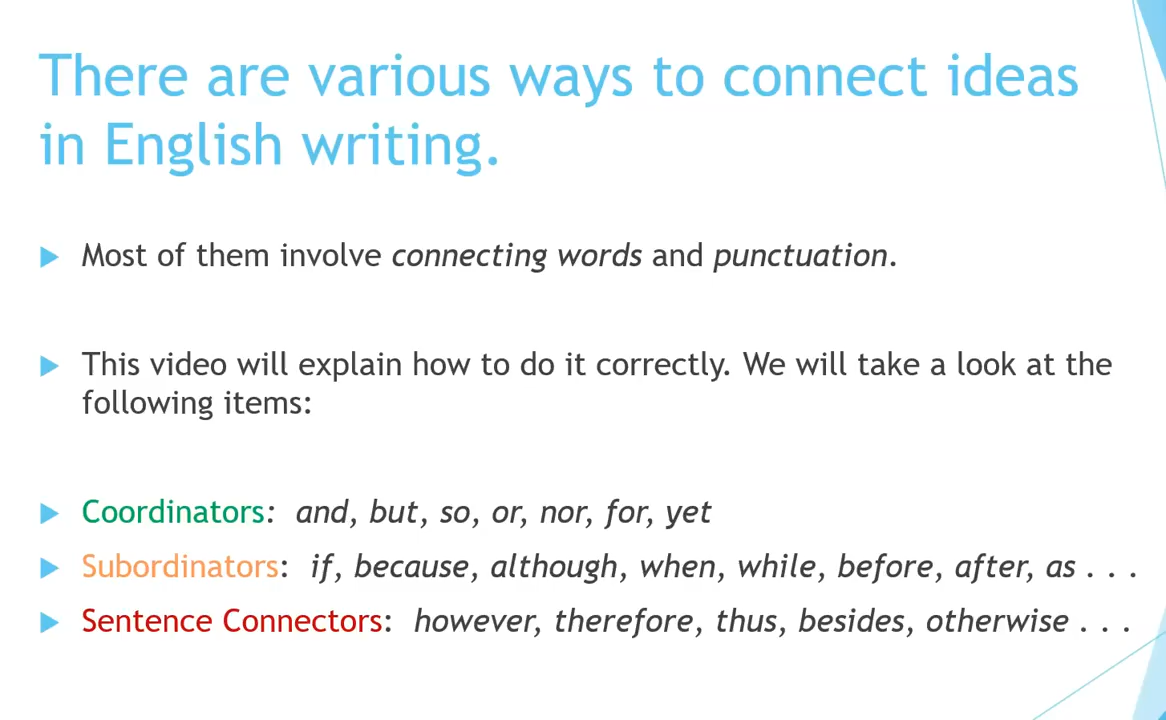 There are various ways to connect ideas
in English writing.
Most of them involve connecting words and punctuation.
This video will explain how to do it correctly. We will take a look at the
following items:
Coordinators: and, but, so, or, nor, for, yet
Subordinators: if, because, although, when, while, before, after, as . . .
Sentence Connectors: however, therefore, thus, besides, otherwise . . .